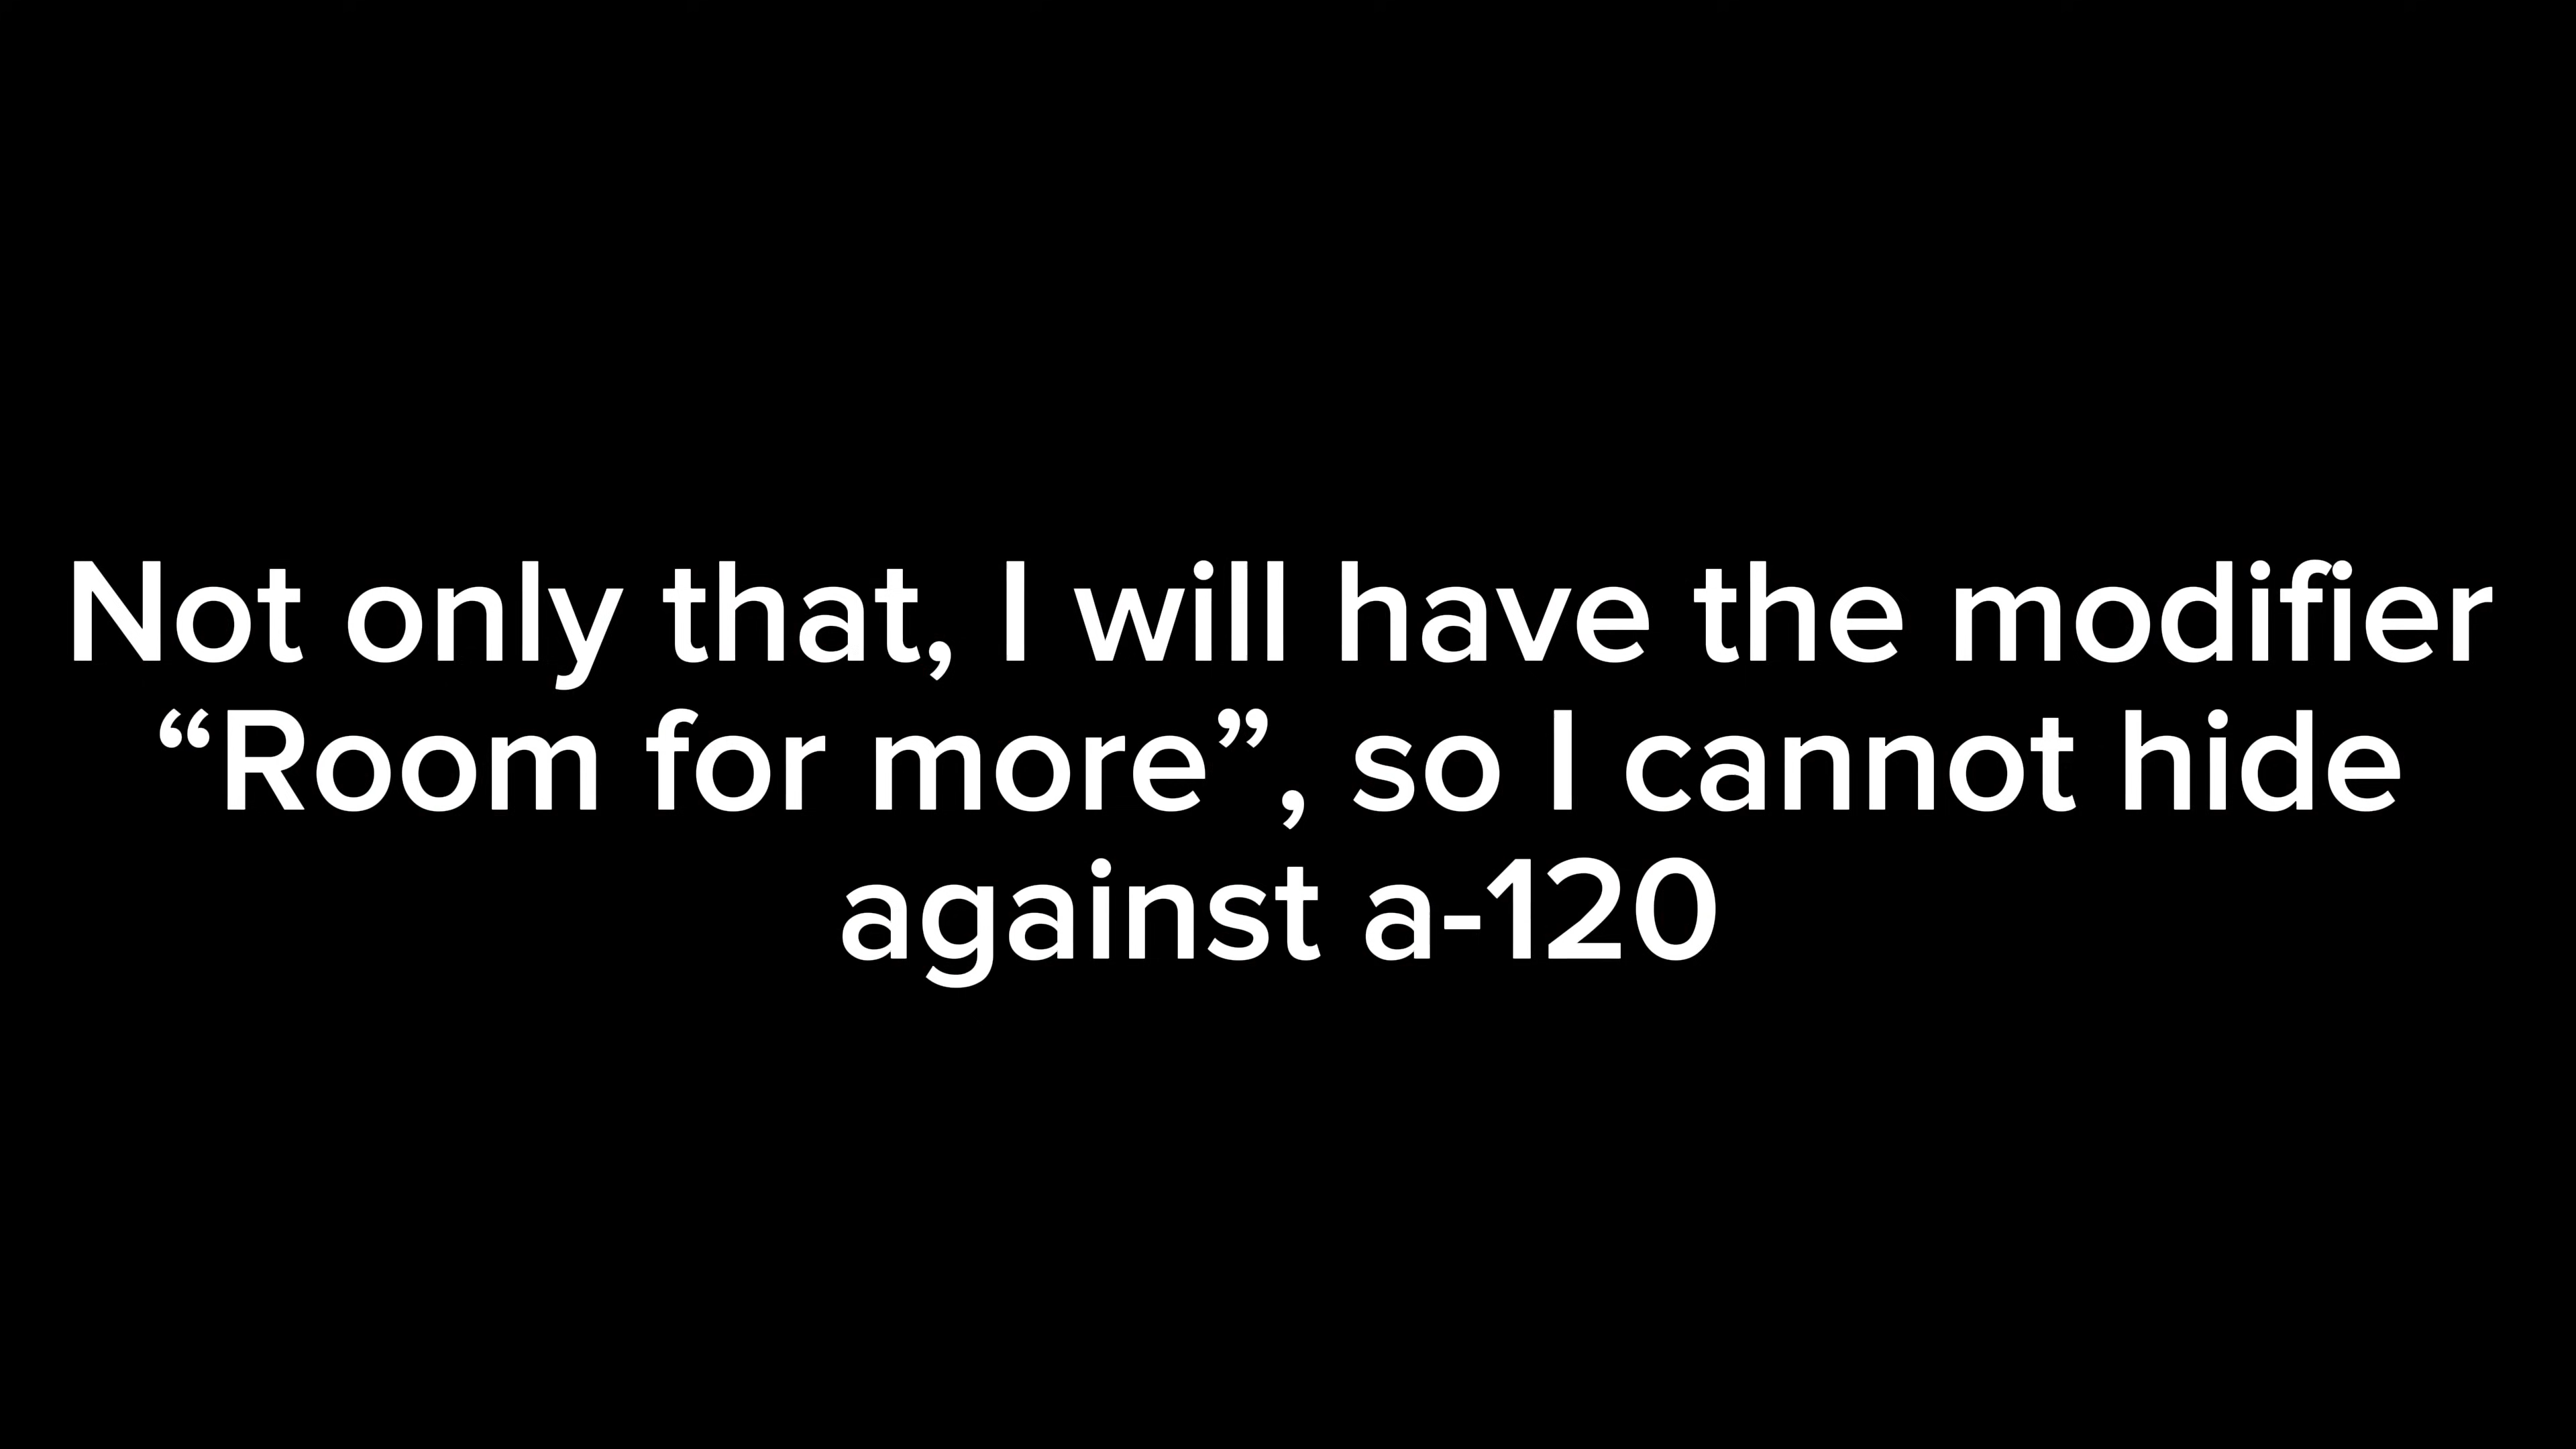 Not only that, I will have the modifier
“Room for more”, so I cannot hide
against a-120